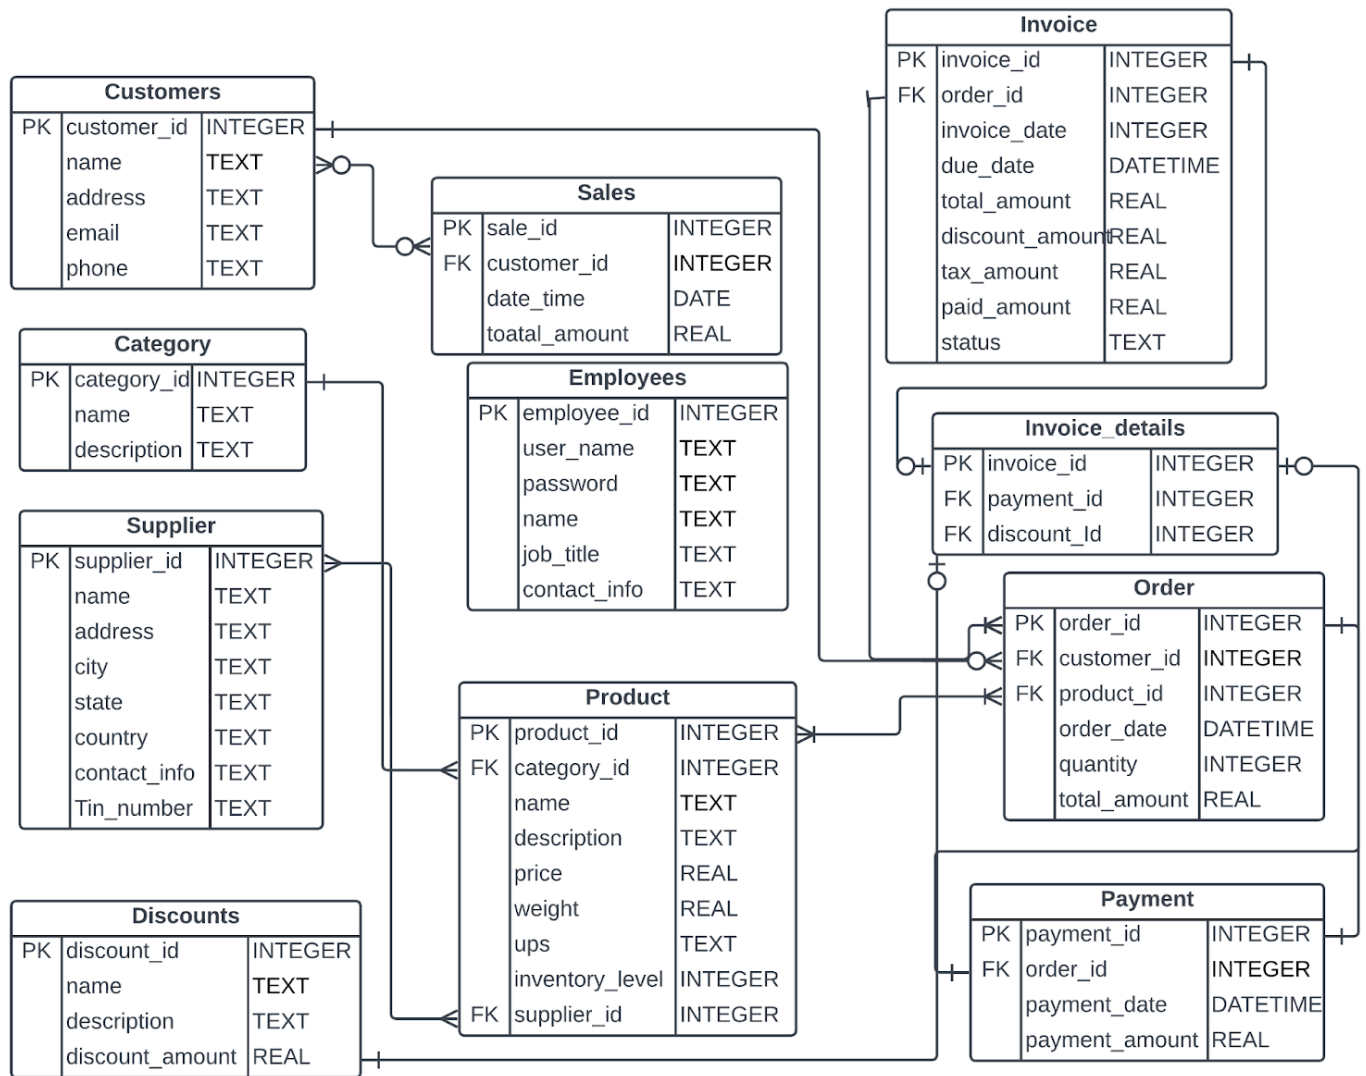 Customers
PK customer_id INTEGER
name TEXT
address TEXT
email TEXT
phone TEXT
Sales
PK sale_id INTEGER
FK customer_id INTEGER
date_time DATE
toatal_amount REAL
Invoice
PK invoice_id INTEGER
FK order_id INTEGER
invoice_date INTEGER
due_date DATETIME
total_amount REAL
discount_amount REAL
tax_amount REAL
paid_amount REAL
status TEXT
Category
PK category_id INTEGER
name TEXT
description TEXT
Employees
PK employee_id INTEGER
user_name TEXT
password TEXT
name TEXT
job_title TEXT
contact_info TEXT
Invoice_details
PK invoice_id INTEGER
FK payment_id INTEGER
FK discount_Id INTEGER
Supplier
PK supplier_id INTEGER
name TEXT
address TEXT
city TEXT
state TEXT
country TEXT
contact_info TEXT
Tin_number TEXT
Order
PK order_id INTEGER
FK customer_id INTEGER
FK product_id INTEGER
order_date DATETIME
quantity INTEGER
total_amount REAL
Product
PK product_id INTEGER
FK category_id INTEGER
name TEXT
description TEXT
price REAL
weight REAL
ups TEXT
inventory_level INTEGER
FK supplier_id INTEGER
Discounts
PK discount_id INTEGER
name TEXT
description TEXT
discount_amount REAL
Payment
PK payment_id INTEGER
FK order_id INTEGER
payment_date DATETIME
payment_amount REAL